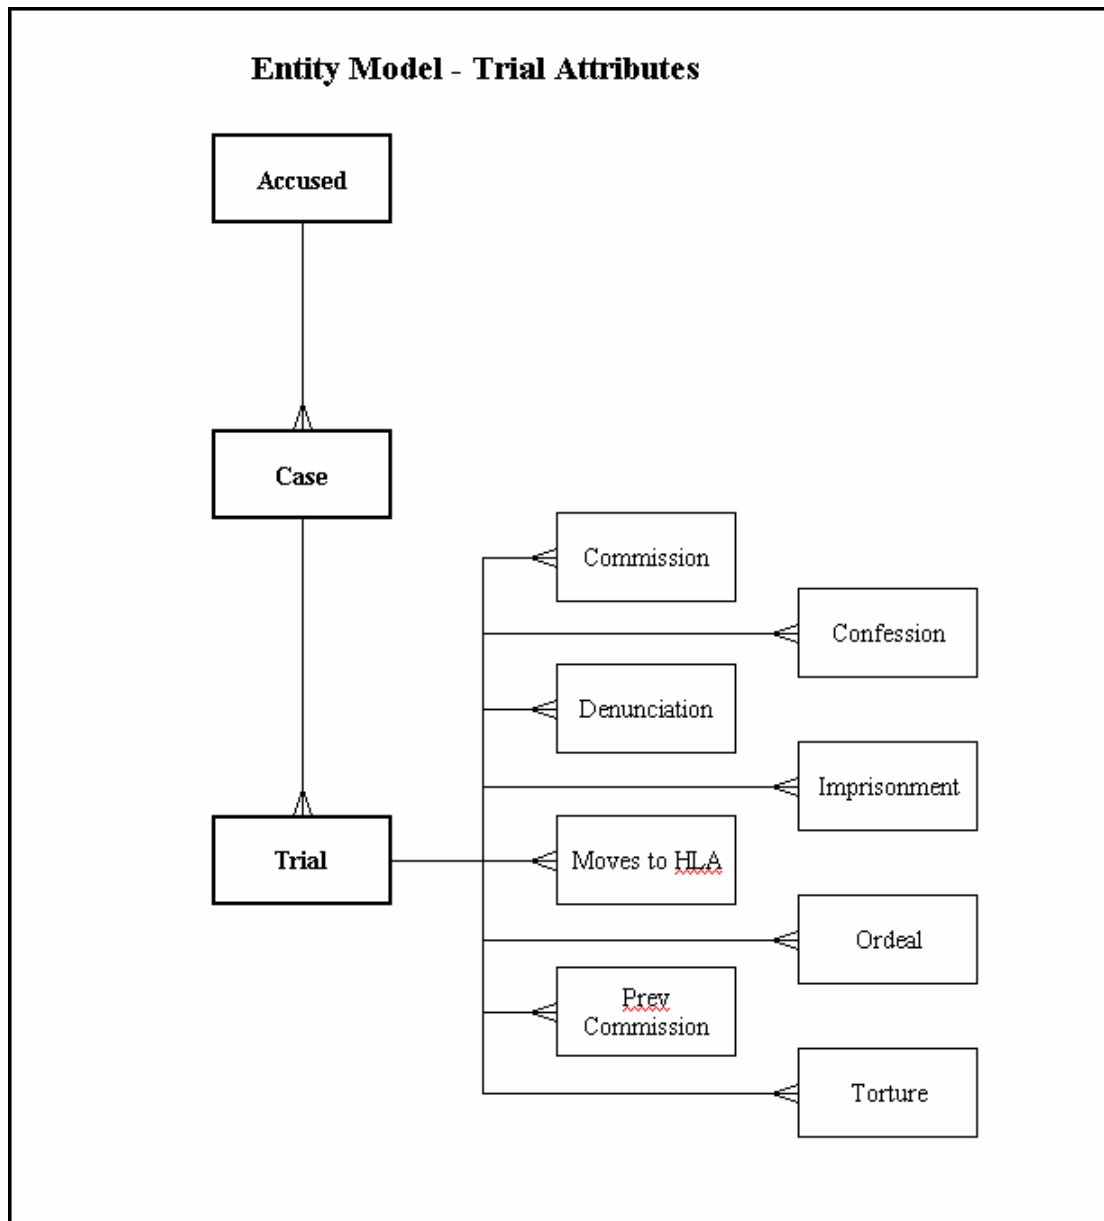 Entity Model - Trial Attributes
Accused
Case
Commission
Confession
Denunciation
Imprisonment
Trial
Moves to HLA
Ordeal
Prev
Commission
Torture